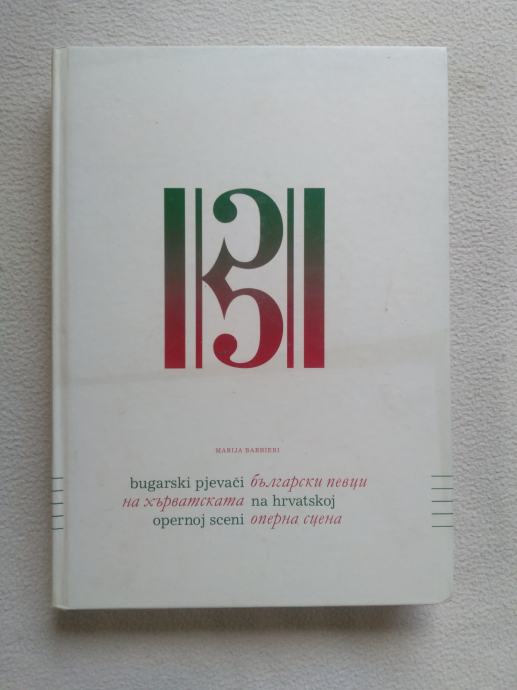 MARIJA BARBIERI
bugarski pjevači български певци
на хърватската na hrvatskoj
opernoj sceni оперна сцена